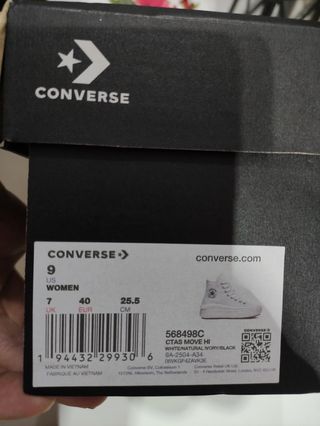 CONVERSE
CONVERSE
converse.com
9
US
WOMEN
7 40 25.5
UK EUR CM
568498C
CTAS MOVE HI
WHITE/NATURAL IVORY/BLACK
1 94432 29930 6
MADE IN VIETNAM
FABRIQUÉ AU VIETNAM